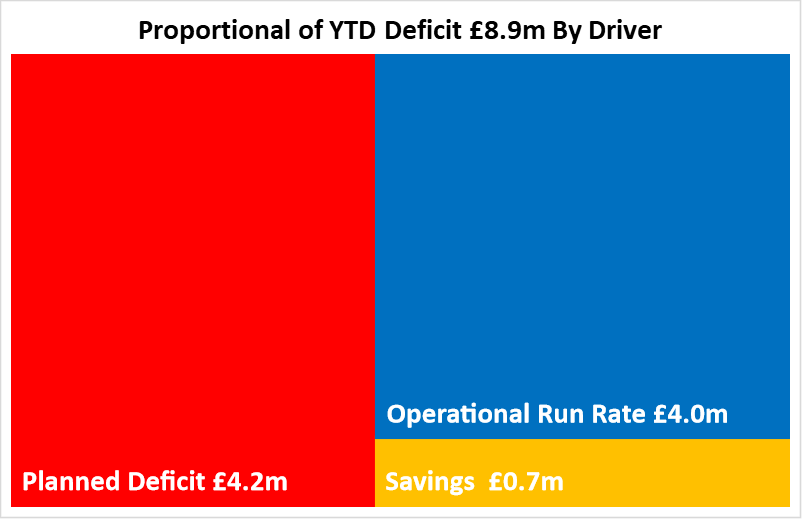 Proportional of YTD Deficit £8.9m By Driver
Operational Run Rate £4.0m
Planned Deficit £4.2m
Savings  £0.7m